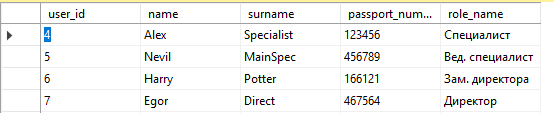 user_id name surname passport_num... role_name
4 Alex Specialist 123456 Специалист
5 Nevil MainSpec 456789 Вед. специалист
6 Harry Potter 166121 Зам. директора
7 Egor Direct 467564 Директор